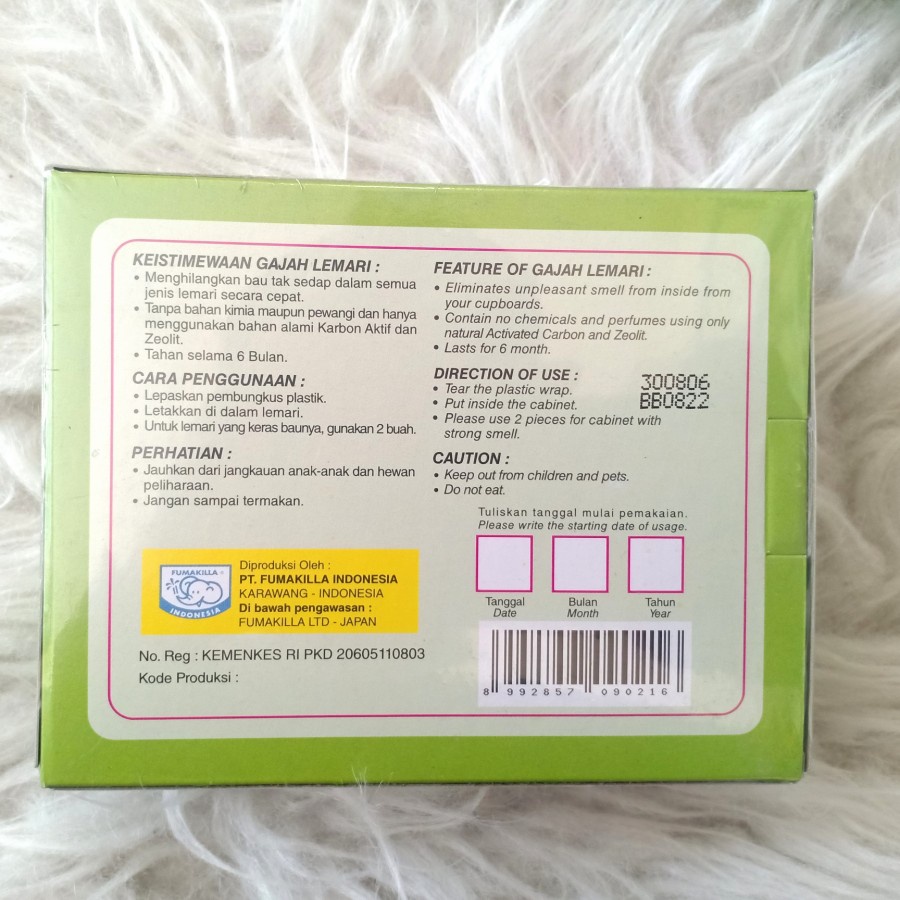 KEISTIMEWAAN GAJAH LEMARI :
• Menghilangkan bau tak sedap dalam semua
jenis lemari secara cepat.
• Tanpa bahan kimia maupun pewangi dan hanya
menggunakan bahan alami Karbon Aktif dan
Zeolit.
• Tahan selama 6 Bulan.
CARA PENGGUNAAN :
• Lepaskan pembungkus plastik.
• Letakkan di dalam lemari.
• Untuk lemari yang keras baunya, gunakan 2 buah.
PERHATIAN :
• Jauhkan dari jangkauan anak-anak dan hewan
peliharaan.
• Jangan sampai termakan.
FEATURE OF GAJAH LEMARI :
• Eliminates unpleasant smell from inside from
your cupboards.
• Contain no chemicals and perfumes using only
natural Activated Carbon and Zeolit.
• Lasts for 6 month.
DIRECTION OF USE :
• Tear the plastic wrap.
• Put inside the cabinet.
• Please use 2 pieces for cabinet with
strong smell.
300806
BB0822
CAUTION :
• Keep out from children and pets.
• Do not eat.
Tuliskan tanggal mulai pemakaian.
Please write the starting date of usage.
Tanggal
Date
Bulan
Month
Tahun
Year
FUMAKILLA
INDONESIA
Diproduksi Oleh :
PT. FUMAKILLA INDONESIA
KARAWANG - INDONESIA
Di bawah pengawasan :
FUMAKILLA LTD - JAPAN
No. Reg : KEMENKES RI PKD 20605110803
Kode Produksi :
8 992857 090216